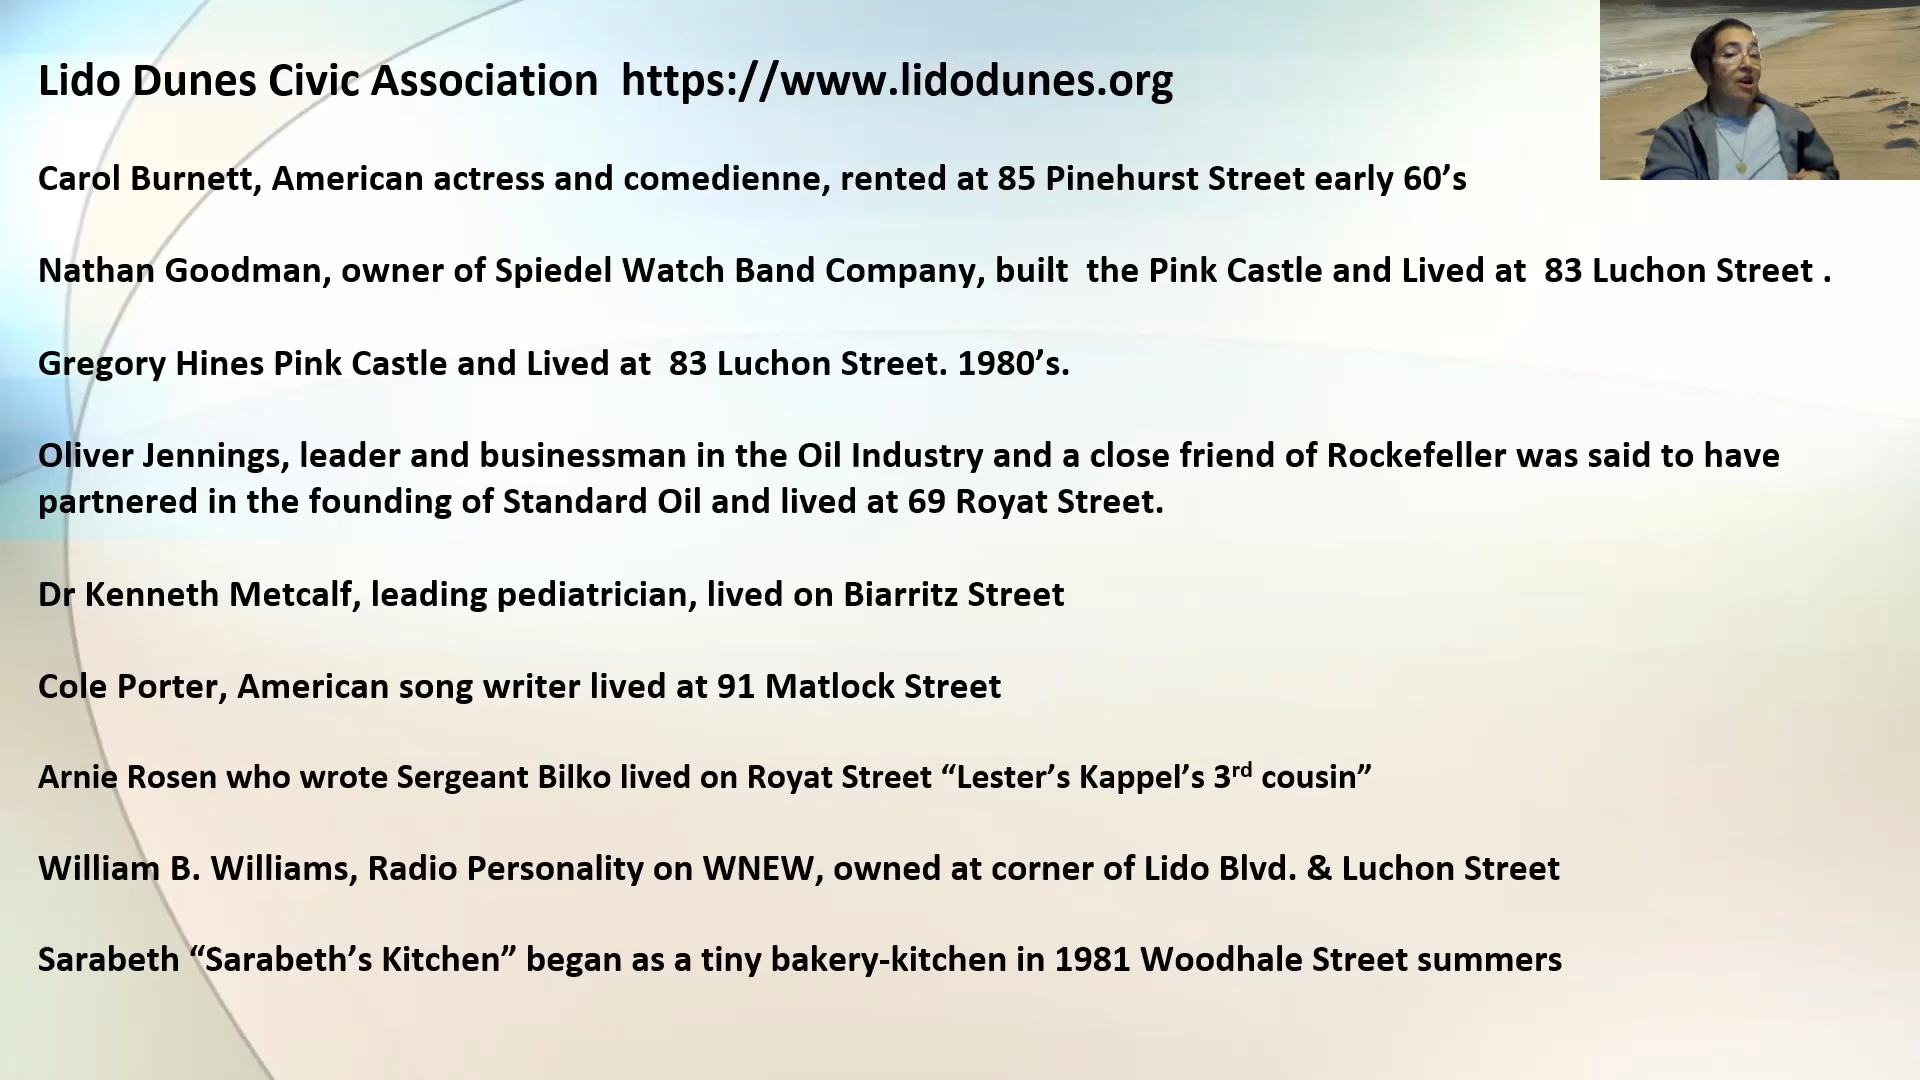 Lido Dunes Civic Association  https://www.lidodunes.org
Carol Burnett, American actress and comedienne, rented at 85 Pinehurst Street early 60’s
Nathan Goodman, owner of Spiedel Watch Band Company, built  the Pink Castle and Lived at  83 Luchon Street .
Gregory Hines Pink Castle and Lived at  83 Luchon Street. 1980’s.
Oliver Jennings, leader and businessman in the Oil Industry and a close friend of Rockefeller was said to have
partnered in the founding of Standard Oil and lived at 69 Royat Street.
Dr Kenneth Metcalf, leading pediatrician, lived on Biarritz Street
Cole Porter, American song writer lived at 91 Matlock Street
Arnie Rosen who wrote Sergeant Bilko lived on Royat Street “Lester’s Kappel’s 3rd cousin”
William B. Williams, Radio Personality on WNEW, owned at corner of Lido Blvd. & Luchon Street
Sarabeth “Sarabeth’s Kitchen” began as a tiny bakery-kitchen in 1981 Woodhale Street summers